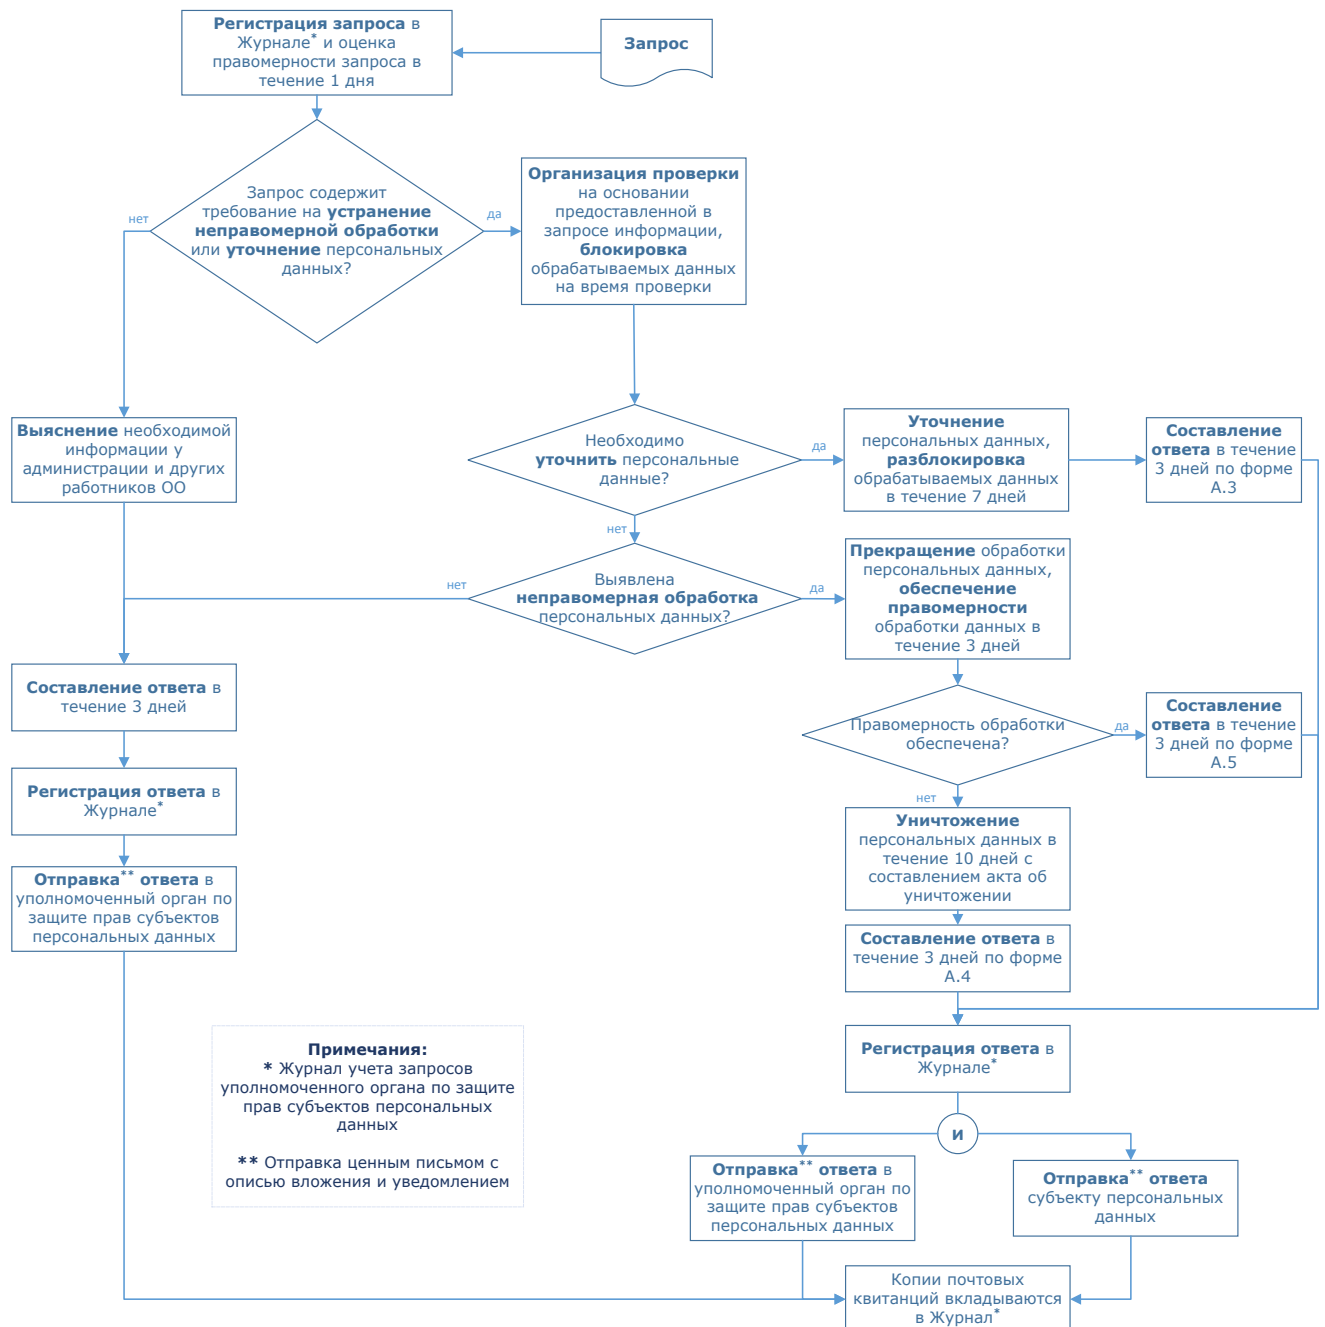 Регистрация запроса в
Журнале* и оценка
правомерности запроса в
течение 1 дня
Запрос
Запрос содержит
требование на устранение
неправомерной обработки
или уточнение персональных
данных?
нет
да
Организация проверки
на основании
предоставленной в
запросе информации,
блокировка
обрабатываемых данных
на время проверки
Выяснение необходимой
информации у
администрации и других
работников ОО
Необходимо
уточнить персональные
данные?
да
Уточнение
персональных данных,
разблокировка
обрабатываемых данных
в течение 7 дней
Составление
ответа в течение
3 дней по форме
А.3
нет
Выявлена
неправомерная обработка
персональных данных?
нет
да
Прекращение обработки
персональных данных,
обеспечение
правомерности
обработки данных в
течение 3 дней
Составление ответа в
течение 3 дней
Правомерность обработки
обеспечена?
да
Составление
ответа в течение
3 дней по форме
А.5
нет
Регистрация ответа в
Журнале*
Уничтожение
персональных данных в
течение 10 дней с
составлением акта об
уничтожении
Отправка** ответа в
уполномоченный орган по
защите прав субъектов
персональных данных
Составление ответа в
течение 3 дней по форме
А.4
Примечания:
* Журнал учета запросов
уполномоченного органа по защите
прав субъектов персональных
данных
** Отправка ценным письмом с
описью вложения и уведомлением
Регистрация ответа в
Журнале*
И
Отправка** ответа в
уполномоченный орган по
защите прав субъектов
персональных данных
Отправка** ответа
субъекту персональных
данных
Копии почтовых
квитанций вкладываются
в Журнал*